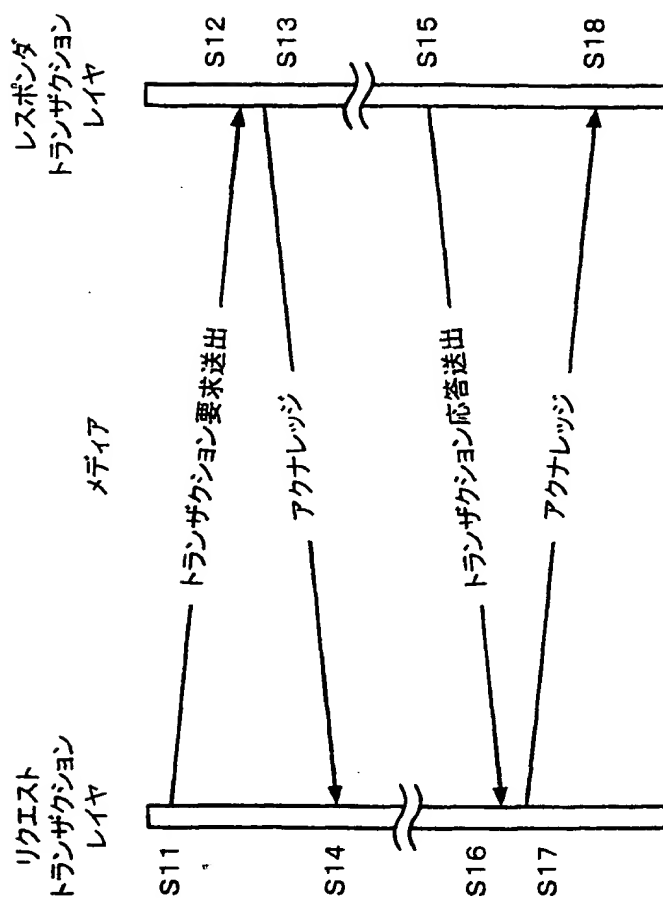 リクエスト
トランザクション
レイヤ
メディア
レスポンダ
トランザクション
レイヤ
S11
トランザクション要求送出
S12
S13
アクナレッジ
S14
S15
トランザクション応答送出
S16
S17
アクナレッジ
S18